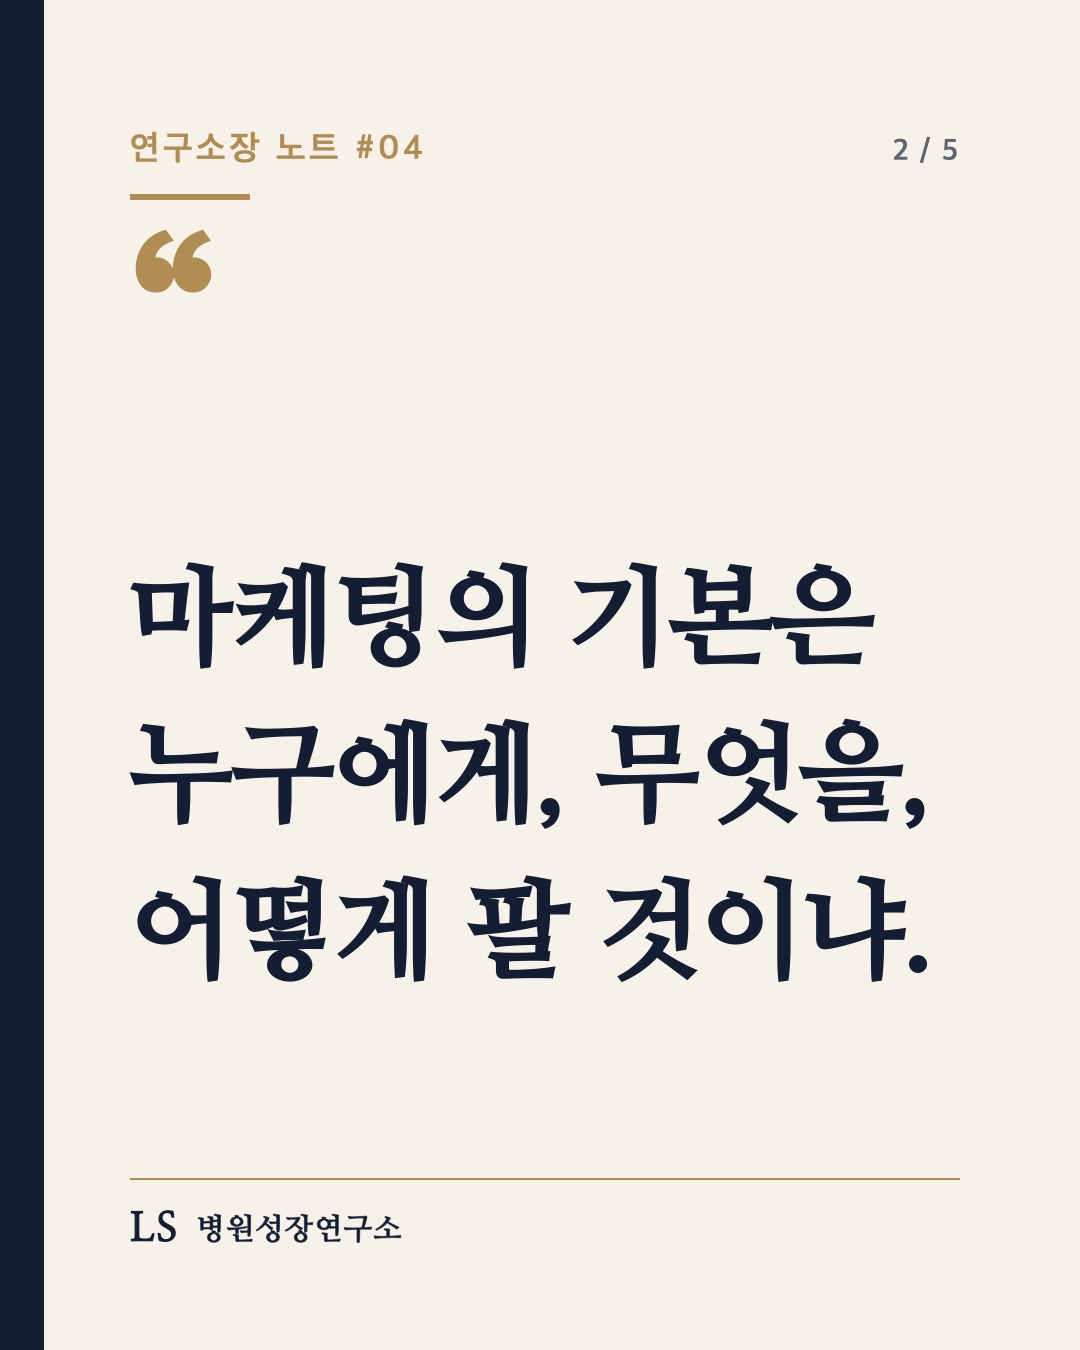 연구소장 노트 #04
2 / 5
“
마케팅의 기본은
누구에게, 무엇을,
어떻게 팔 것이냐.
LS 병원성장연구소